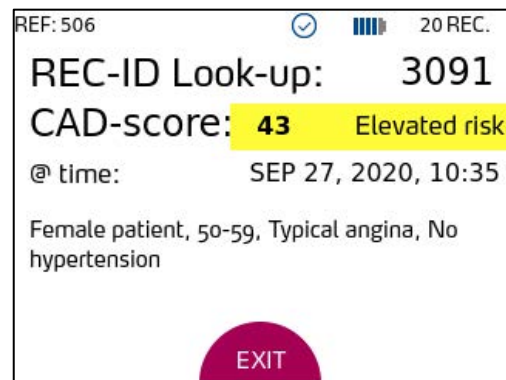 REF: 506 20 REC.
REC-ID Look-up: 3091
CAD-score: 43 Elevated risk
@ time: SEP 27, 2020, 10:35
Female patient, 50-59, Typical angina, No
hypertension
EXIT